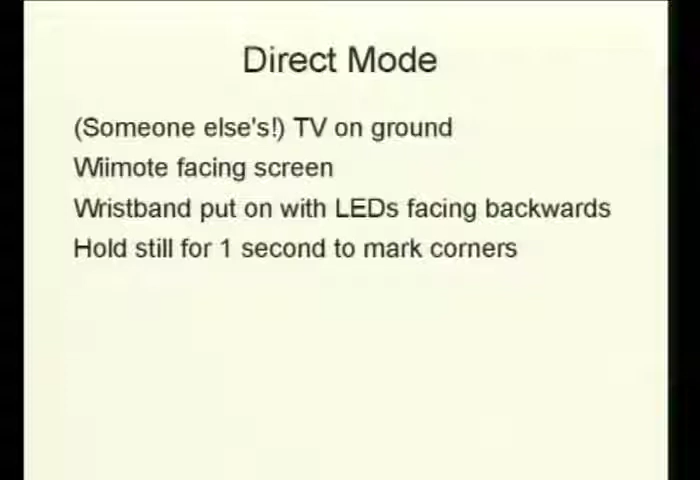 Direct Mode
(Someone else's!) TV on ground
Wiimote facing screen
Wristband put on with LEDs facing backwards
Hold still for 1 second to mark corners